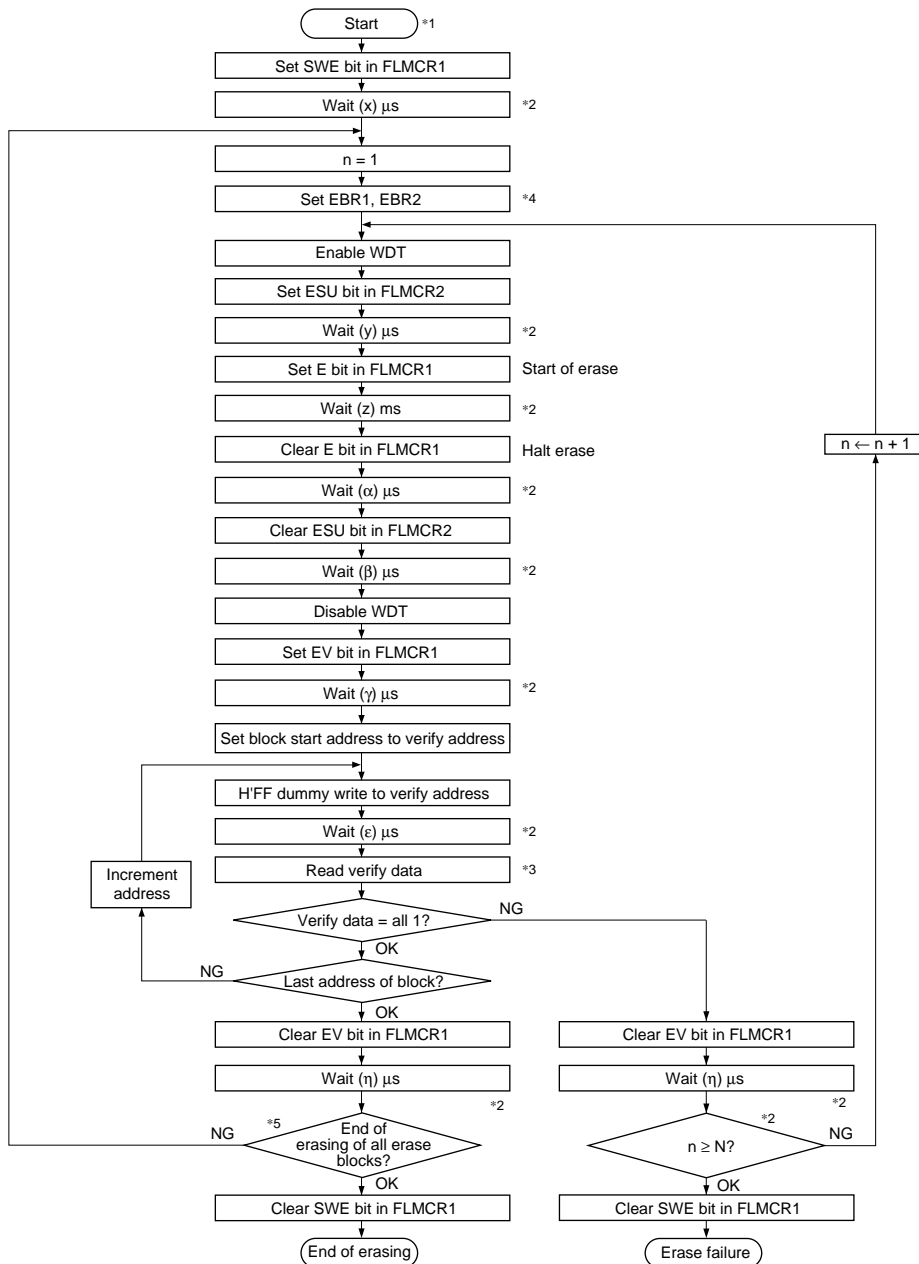 Start *1
Set SWE bit in FLMCR1
Wait (x) μs *2
n = 1
Set EBR1, EBR2 *4
Enable WDT
Set ESU bit in FLMCR2
Wait (y) μs *2
Set E bit in FLMCR1 Start of erase
Wait (z) ms *2
Clear E bit in FLMCR1 Halt erase
n ← n + 1
Wait (α) μs *2
Clear ESU bit in FLMCR2
Wait (β) μs *2
Disable WDT
Set EV bit in FLMCR1
Wait (γ) μs *2
Set block start address to verify address
H'FF dummy write to verify address
Wait (ε) μs *2
Read verify data *3
Increment
address
Verify data = all 1? NG
OK
NG Last address of block?
OK
Clear EV bit in FLMCR1 Clear EV bit in FLMCR1
Wait (η) μs Wait (η) μs
*2 *2
NG *5 End of
erasing of all erase
blocks?
*2 n ≥ N? NG
OK OK
Clear SWE bit in FLMCR1 Clear SWE bit in FLMCR1
End of erasing Erase failure